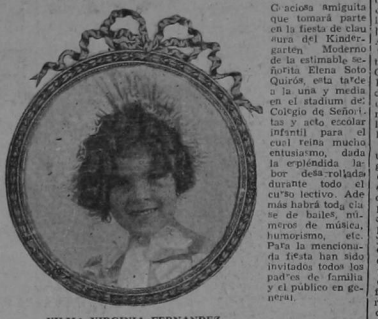 Graciosa amiguita
que tomará parte
en la fiesta de clau
sura del Kinder-
garten Moderno
de la estimable se-
ñorita Elena Soto
Quirós, esta tarde
a la una y media
en el stadium del
Colegio de Señori-
tas y acto escolar
infantil para el
cual reina mucho
entusiasmo, dada
la espléndida la-
bor desarrollada
durante todo el
curso lectivo. Ade
más habrá toda cla
se de bailes, nú-
meros de música,
humorismo, etc.
Para la menciona-
da fiesta han sido
invitados todos los
padres de familia
y el público en ge-
neral.
VIRGINIA FERNANDEZ